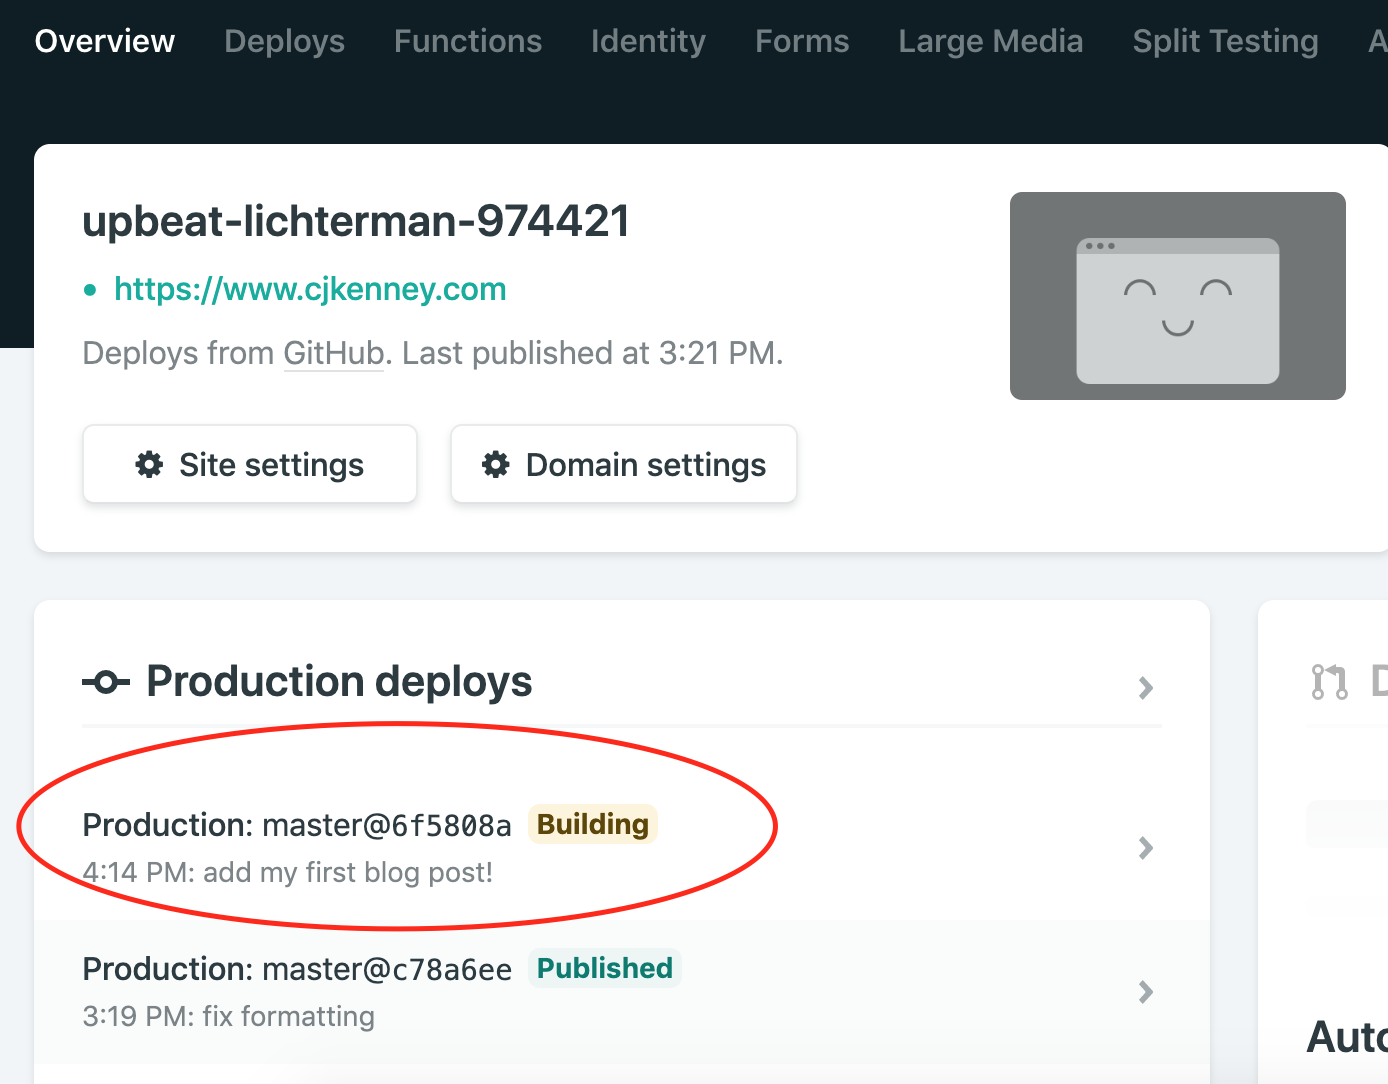 Overview Deploys Functions Identity Forms Large Media Split Testing A
upbeat-lichterman-974421
https://www.cjkenney.com
Deploys from GitHub. Last published at 3:21 PM.
Site settings Domain settings
Production deploys D
Production: master@6f5808a Building
4:14 PM: add my first blog post!
Production: master@c78a6ee Published
3:19 PM: fix formatting
Auto